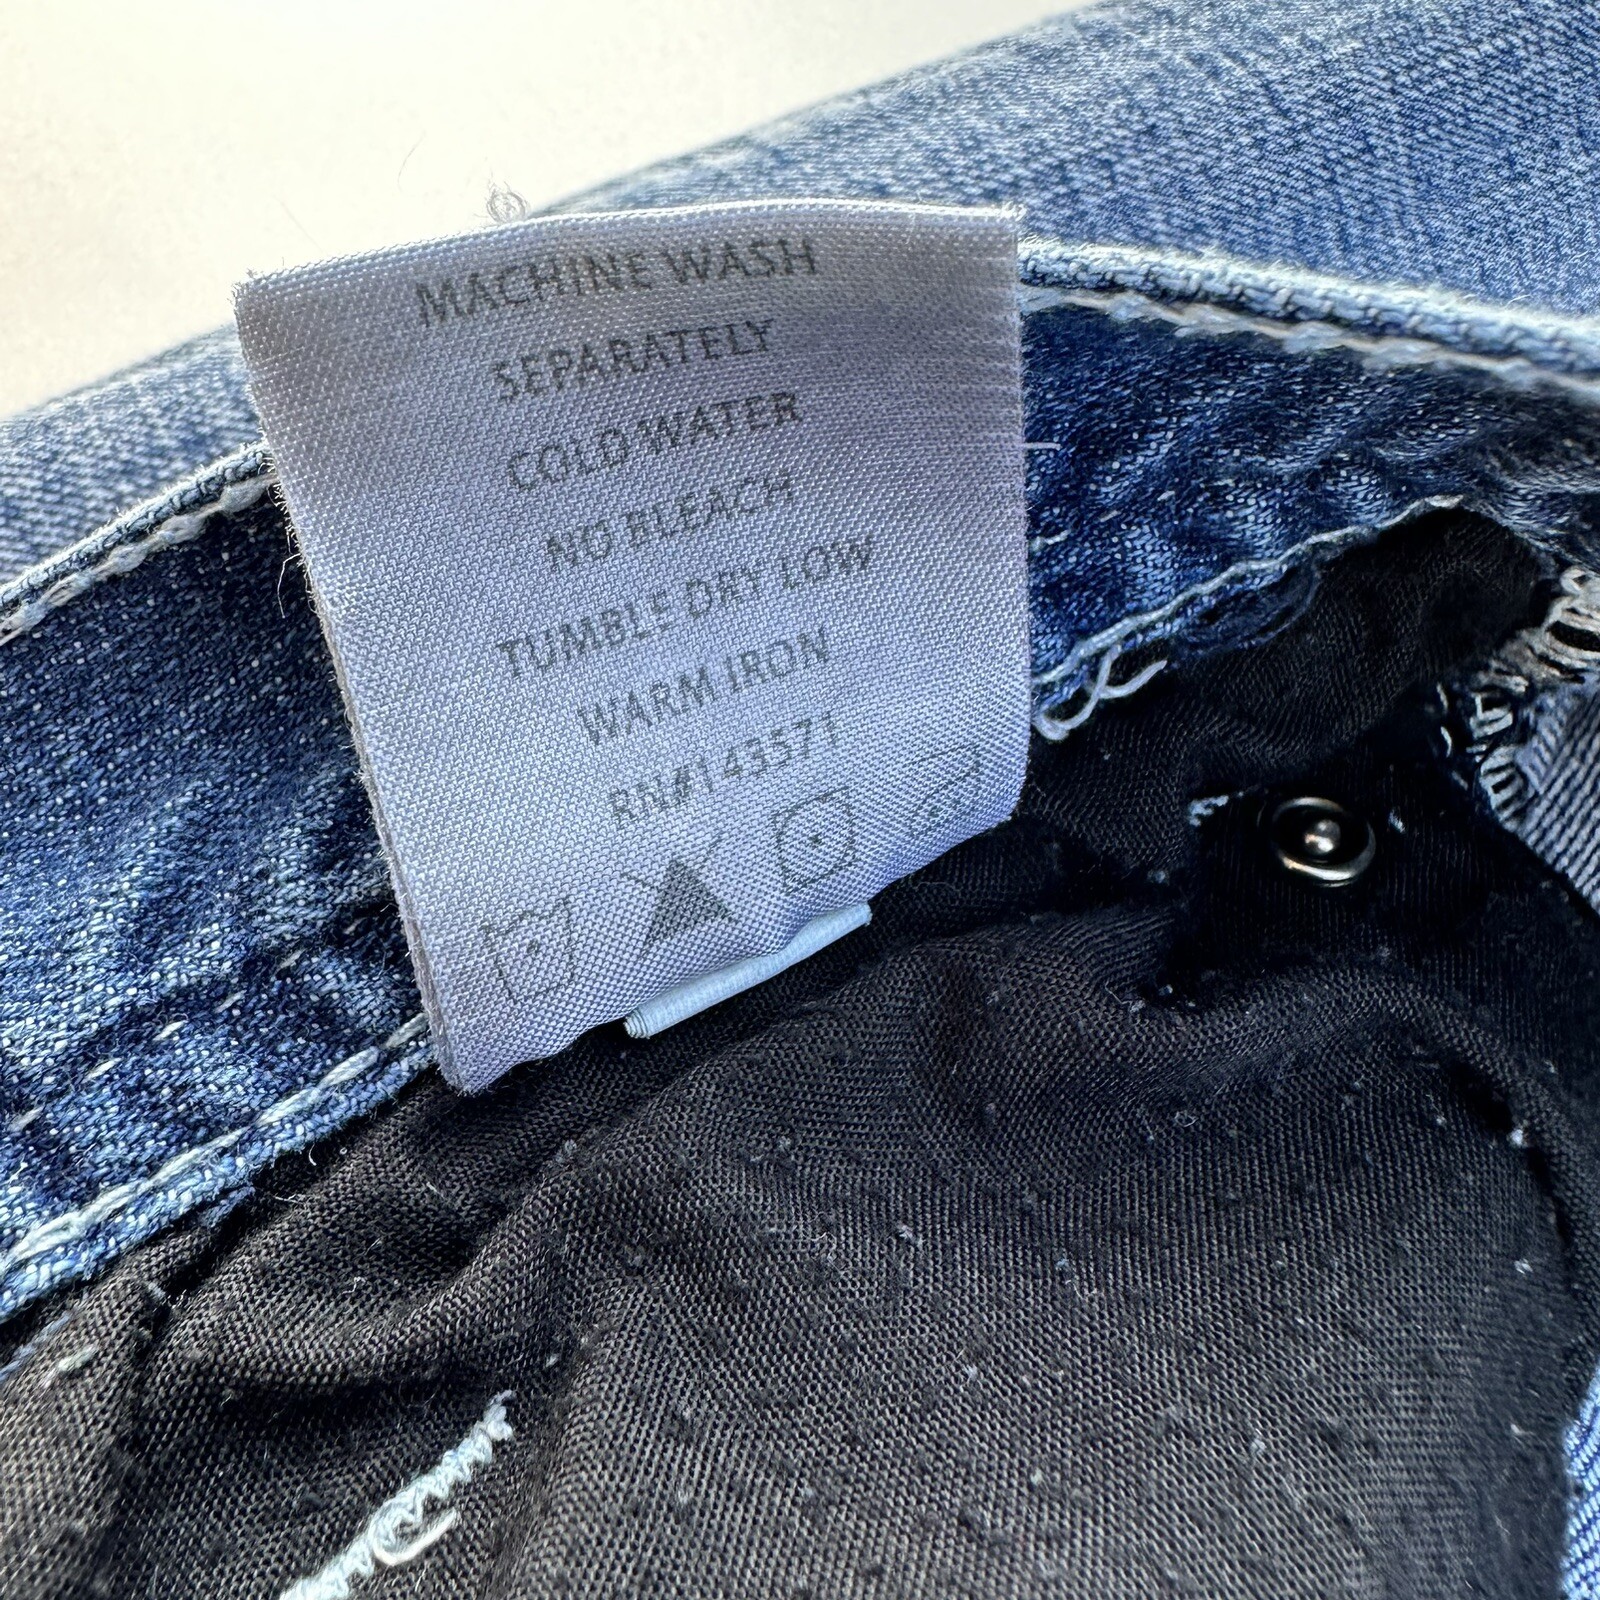 MACHINE WASH
SEPARATELY
COLD WATER
NO BLEACH
TUMBLE DRY LOW
WARM IRON
RN#143571